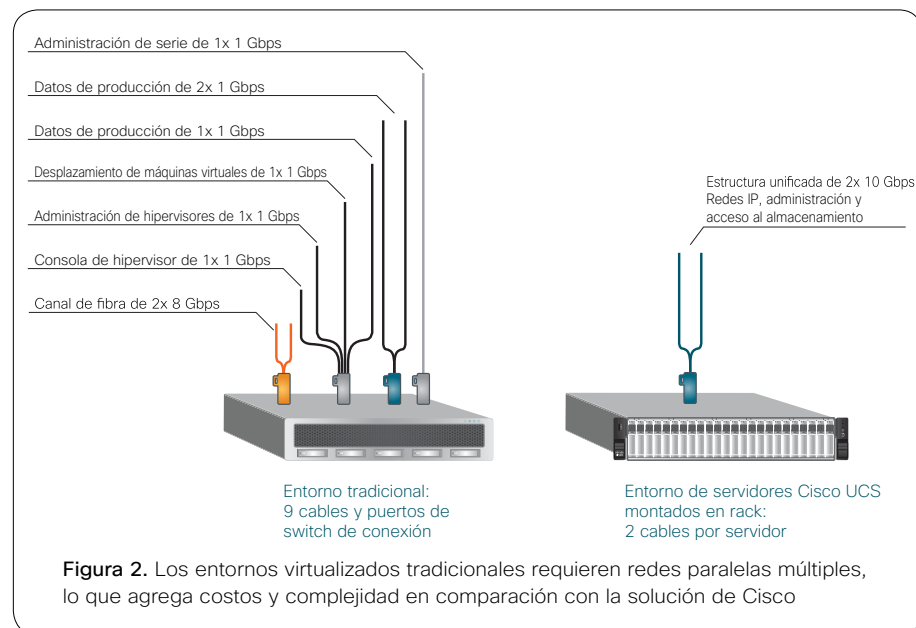 Administración de serie de 1x 1 Gbps
Datos de producción de 2x 1 Gbps
Datos de producción de 1x 1 Gbps
Desplazamiento de máquinas virtuales de 1x 1 Gbps
Administración de hipervisores de 1x 1 Gbps
Consola de hipervisor de 1x 1 Gbps
Canal de fibra de 2x 8 Gbps
Estructura unificada de 2x 10 Gbps
Redes IP, administración y
acceso al almacenamiento
Entorno tradicional:
9 cables y puertos de
switch de conexión
Entorno de servidores Cisco UCS
montados en rack:
2 cables por servidor
Figura 2. Los entornos virtualizados tradicionales requieren redes paralelas múltiples,
lo que agrega costos y complejidad en comparación con la solución de Cisco